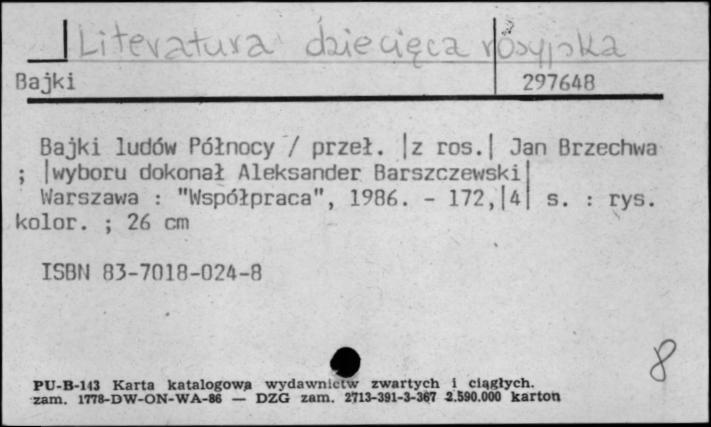 Literatura dziecięca rosyjska
Bajki 297648
Bajki ludów Północy / przeł. |z ros.| Jan Brzechwa
; |wyboru dokonał Aleksander Barszczewski|
Warszawa : "Współpraca", 1986. - 172,|4| s. : rys.
kolor. ; 26 cm
ISBN 83-7018-024-8
8
PU-B-143 Karta katalogowa wydawnictw zwartych i ciągłych.
zam. 1778-DW-ON-WA-86 — DZG zam. 2713-391-3-367 2.590.000 karton